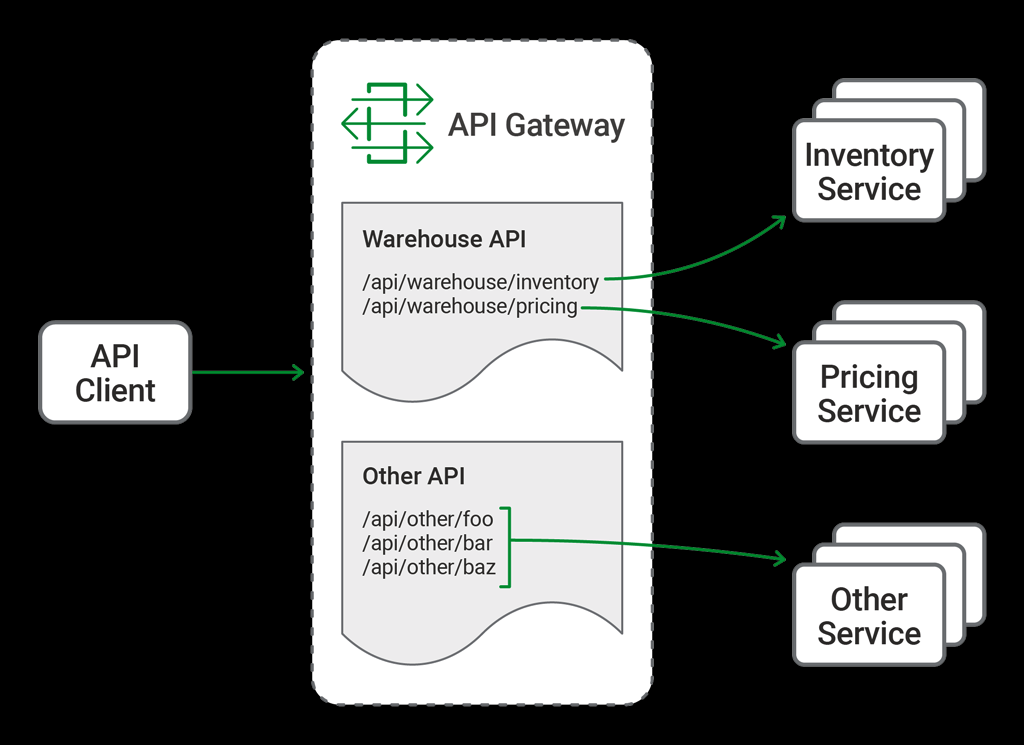 API Gateway
Warehouse API
/api/warehouse/inventory
/api/warehouse/pricing
Other API
/api/other/foo
/api/other/bar
/api/other/baz
API
Client
Inventory
Service
Pricing
Service
Other
Service